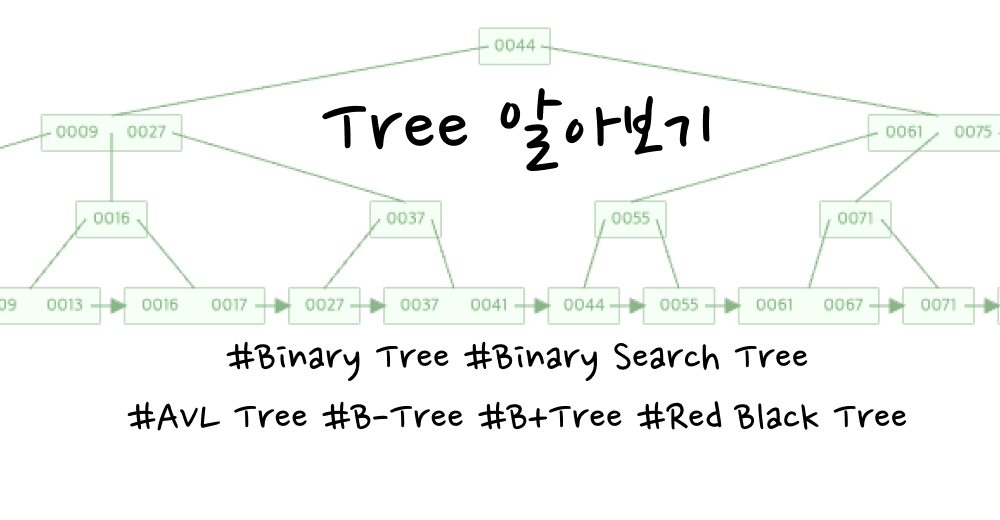 0044
Tree 알아보기
0009 0027 0061 0075
0016 0037 0055 0071
09 0013 0016 0017 0027 0037 0041 0044 0055 0061 0067 0071
#Binary Tree #Binary Search Tree
#AVL Tree #B-Tree #B+Tree #Red Black Tree